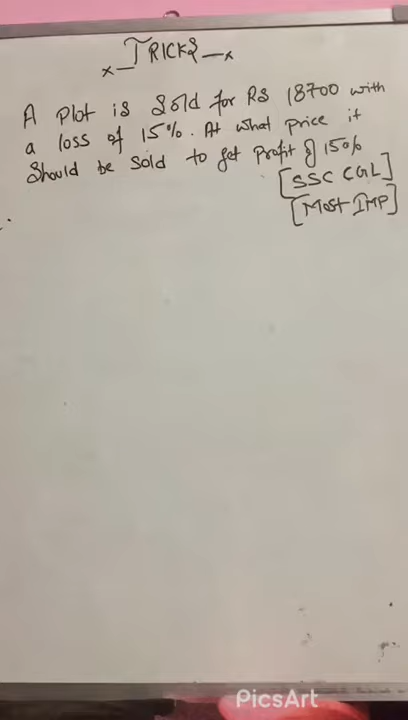 x—TRICKS—x
A Plot is Sold for RS 18700 with
a loss of 15%. At what price it
Should be Sold to get Profit of 15%
[SSC CGL]
[Most IMP]
PicsArt